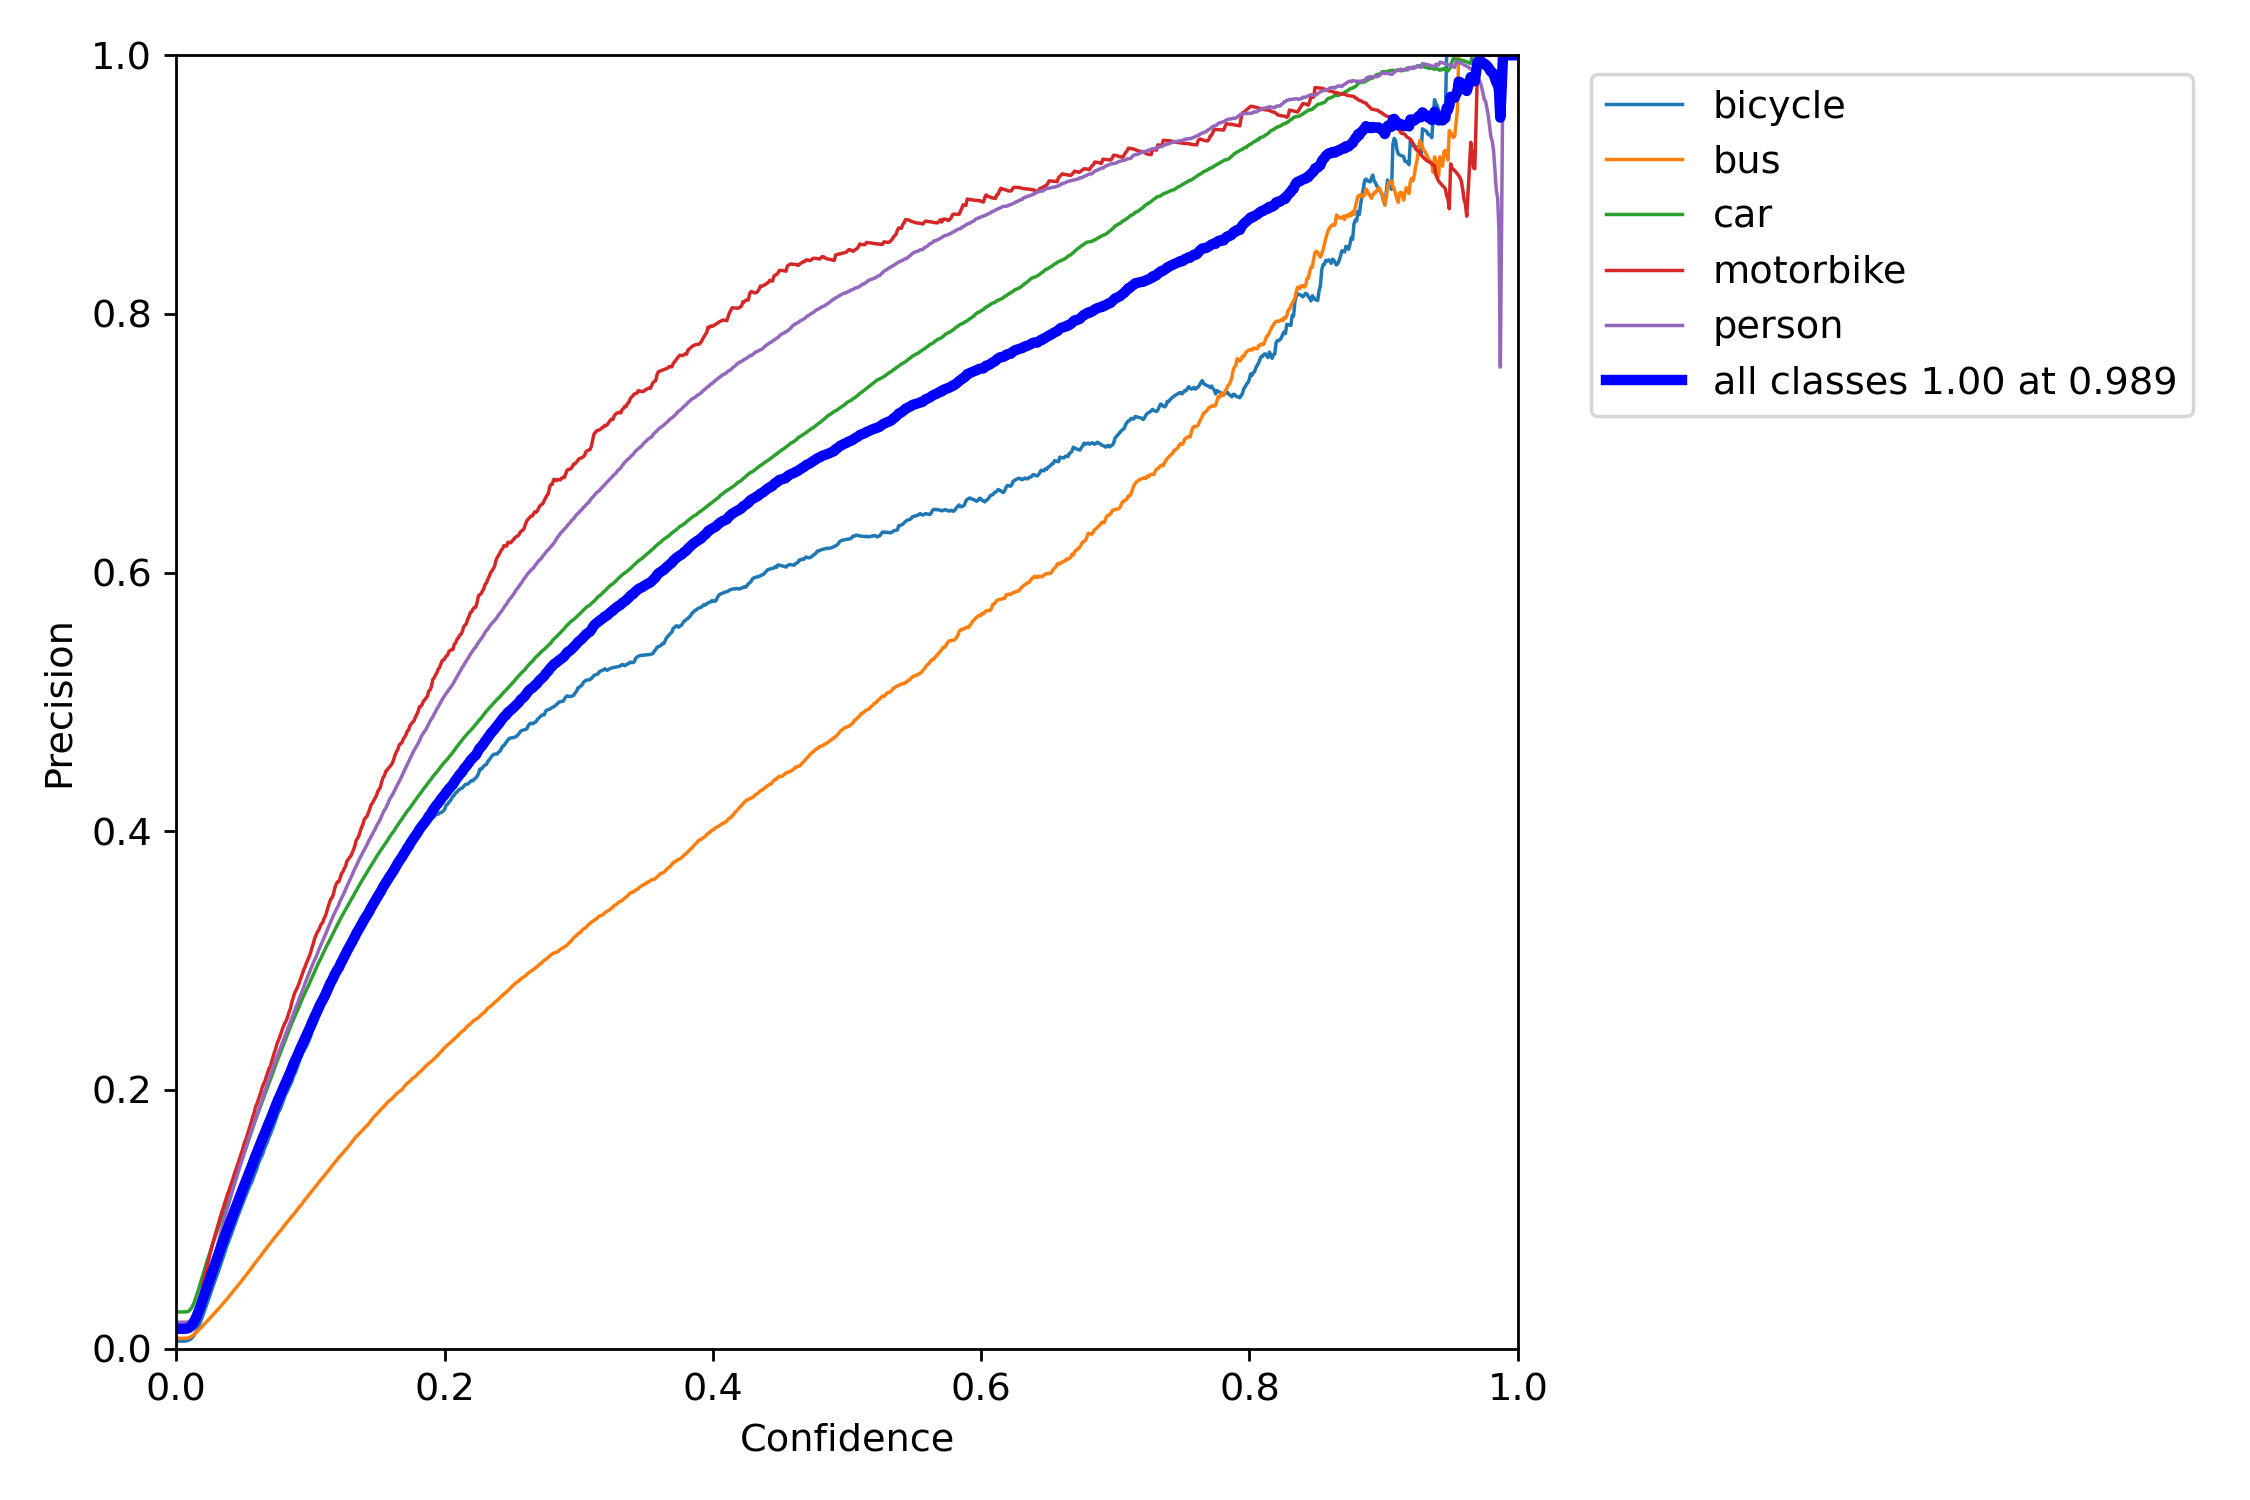 1.0
0.8
0.6
0.4
0.2
0.0
Precision
0.0 0.2 0.4 0.6 0.8 1.0
Confidence
bicycle
bus
car
motorbike
person
all classes 1.00 at 0.989